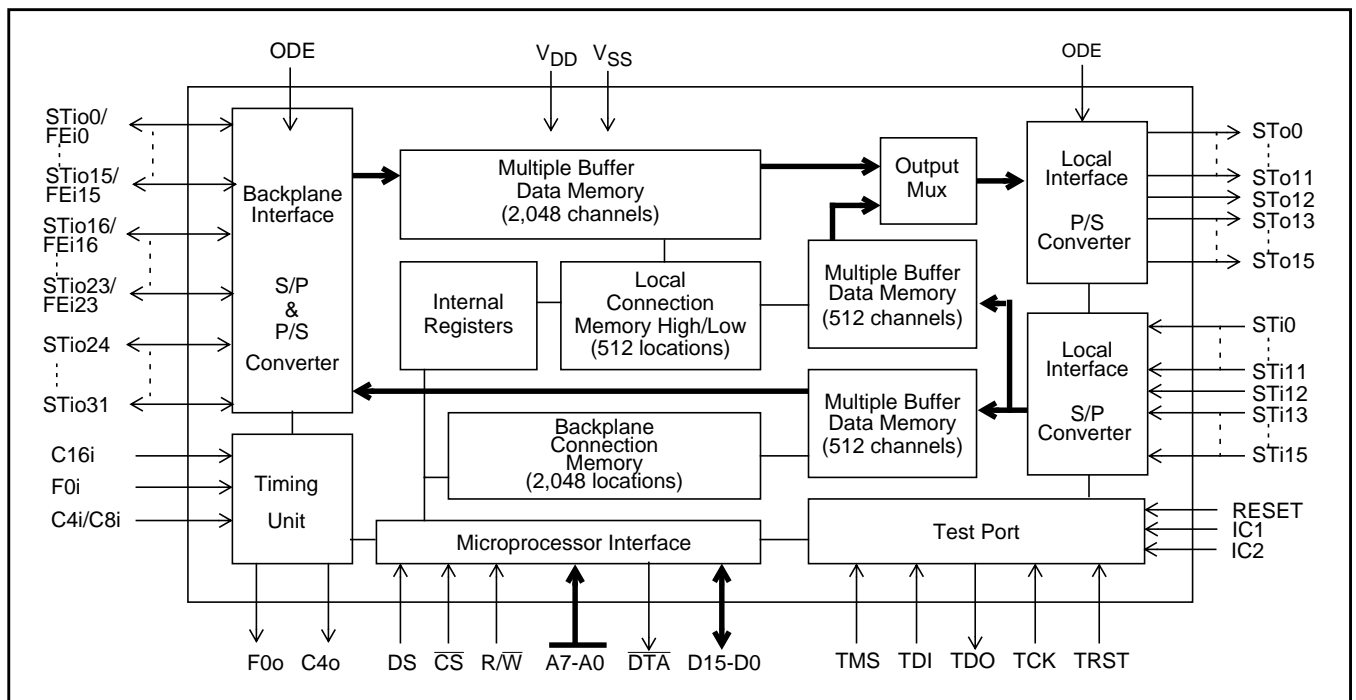 ODE
VDD
VSS
ODE
STio0/
FEi0
STio15/
FEi15
STio16/
FEi16
STio23/
FEi23
STio24
STio31
C16i
F0i
C4i/C8i
Backplane
Interface
S/P
&
P/S
Converter
Timing
Unit
Multiple Buffer
Data Memory
(2,048 channels)
Output
Mux
Internal
Registers
Local
Connection
Memory High/Low
(512 locations)
Multiple Buffer
Data Memory
(512 channels)
Multiple Buffer
Data Memory
(512 channels)
Backplane
Connection
Memory
(2,048 locations)
Microprocessor Interface
Test Port
Local
Interface
P/S
Converter
Local
Interface
S/P
Converter
STo0
STo11
STo12
STo13
STo15
STi0
STi11
STi12
STi13
STi15
RESET
IC1
IC2
F0o
C4o
DS
C̅S̅
R/W̅
A7-A0
D̅T̅A̅
D15-D0
TMS
TDI
TDO
TCK
TRST